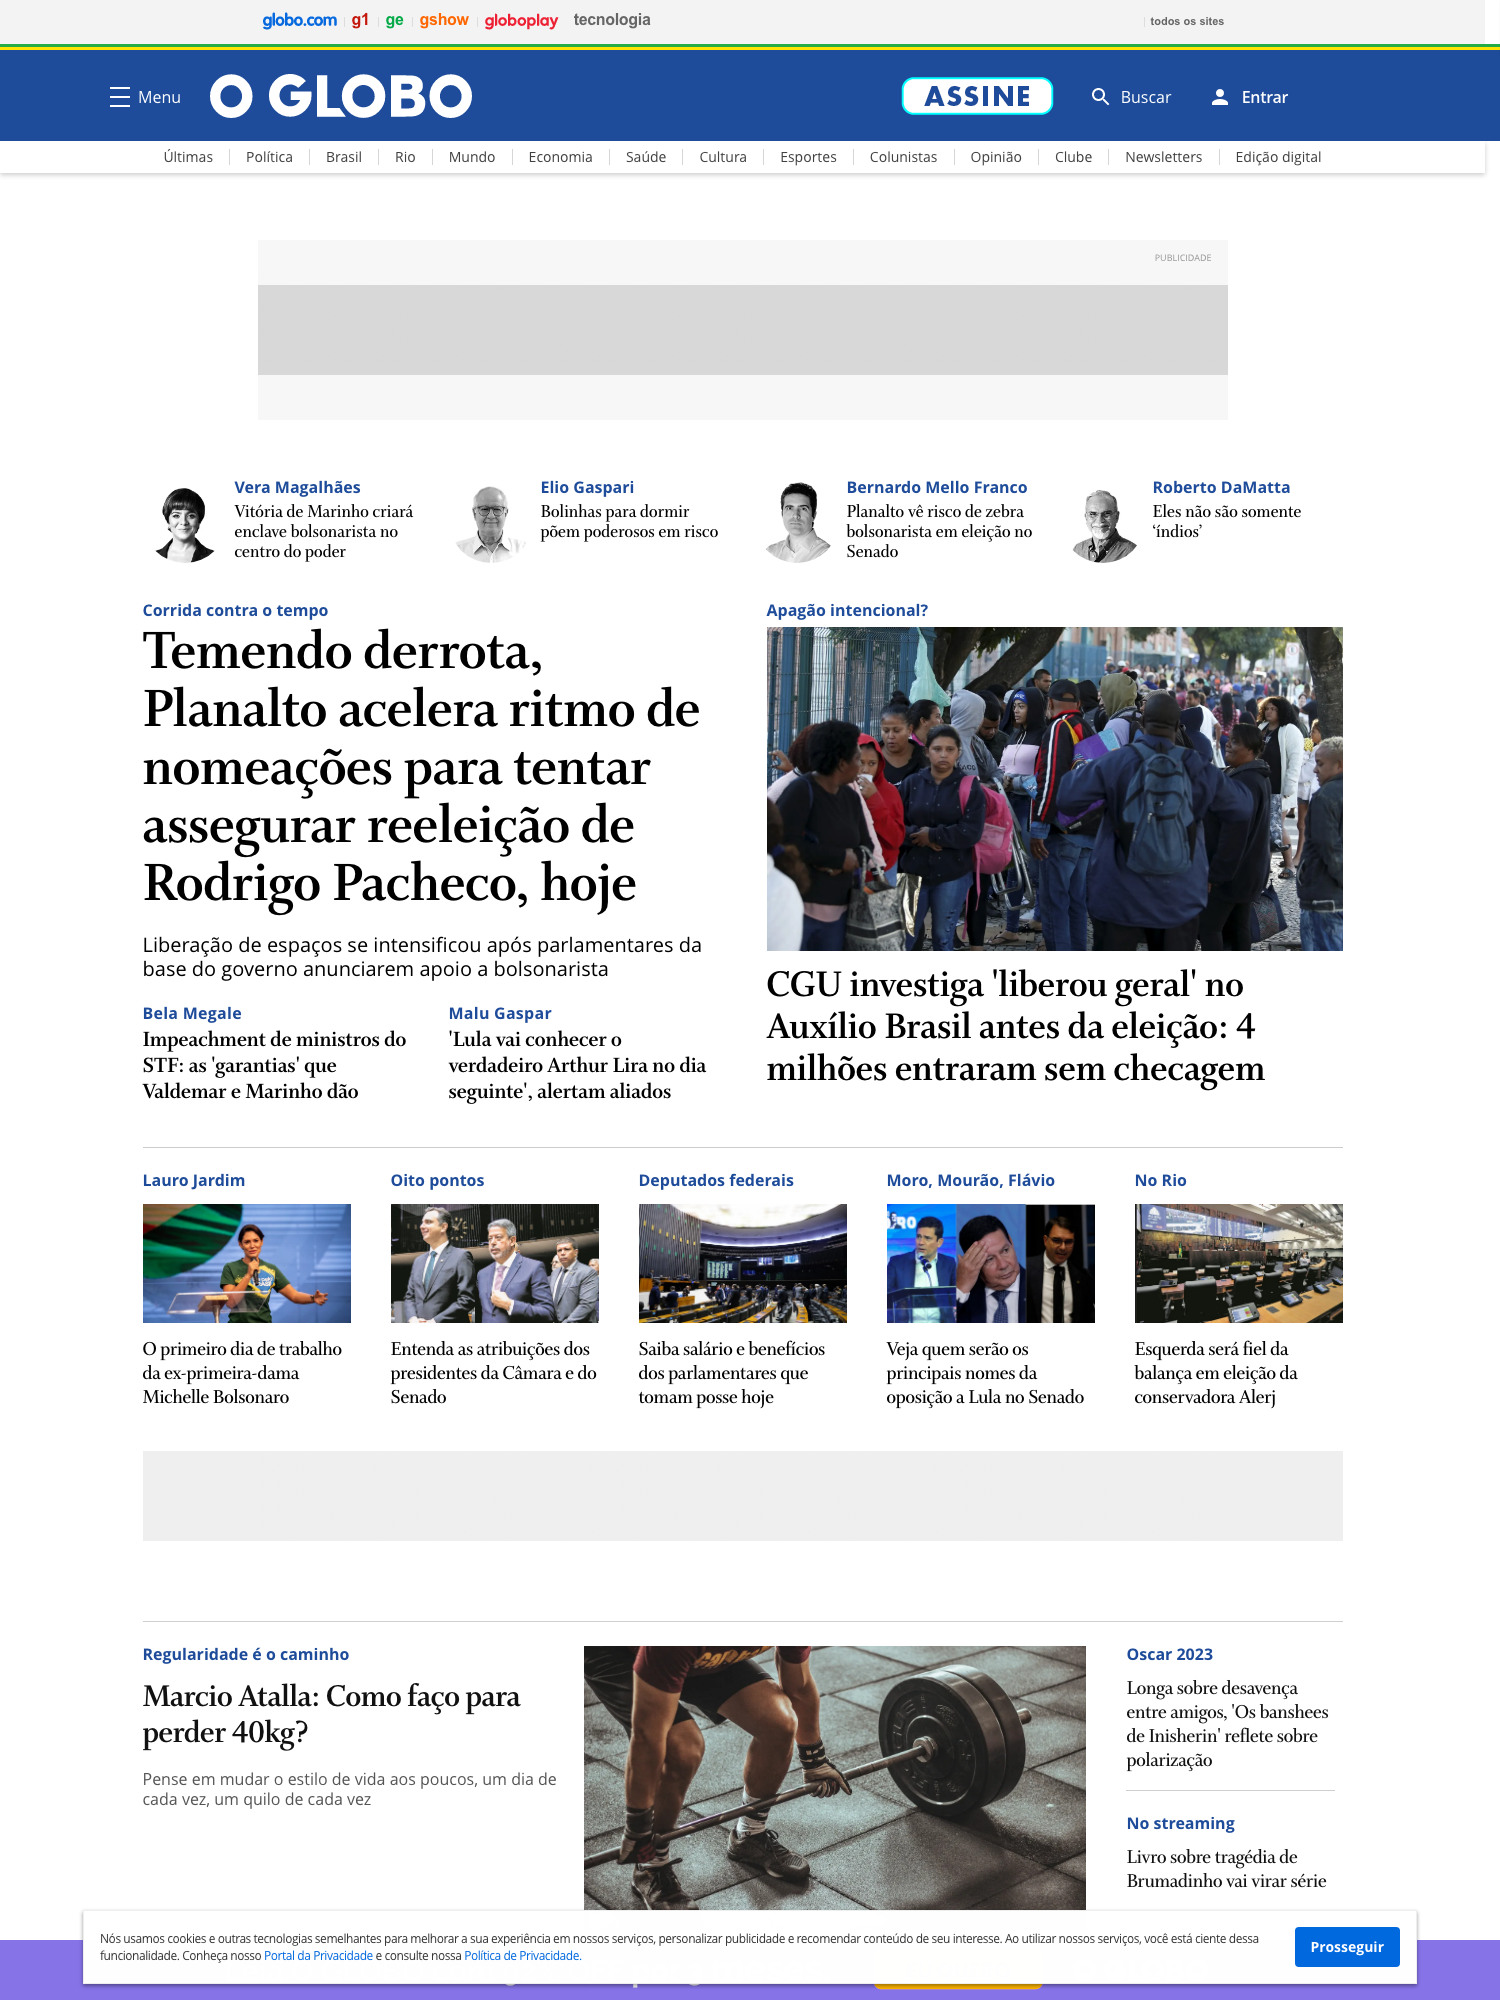 globo.com g1 ge gshow globoplay tecnologia todos os sites
Menu O GLOBO ASSINE Buscar Entrar
Últimas Política Brasil Rio Mundo Economia Saúde Cultura Esportes Colunistas Opinião Clube Newsletters Edição digital
PUBLICIDADE
Vera Magalhães
Vitória de Marinho criará
enclave bolsonarista no
centro do poder
Elio Gaspari
Bolinhas para dormir
põem poderosos em risco
Bernardo Mello Franco
Planalto vê risco de zebra
bolsonarista em eleição no
Senado
Roberto DaMatta
Eles não são somente
‘índios’
Corrida contra o tempo
Temendo derrota,
Planalto acelera ritmo de
nomeações para tentar
assegurar reeleição de
Rodrigo Pacheco, hoje
Liberação de espaços se intensificou após parlamentares da
base do governo anunciarem apoio a bolsonarista
Bela Megale
Impeachment de ministros do
STF: as 'garantias' que
Valdemar e Marinho dão
Malu Gaspar
'Lula vai conhecer o
verdadeiro Arthur Lira no dia
seguinte', alertam aliados
Apagão intencional?
CGU investiga 'liberou geral' no
Auxílio Brasil antes da eleição: 4
milhões entraram sem checagem
Lauro Jardim
O primeiro dia de trabalho
da ex-primeira-dama
Michelle Bolsonaro
Oito pontos
Entenda as atribuições dos
presidentes da Câmara e do
Senado
Deputados federais
Saiba salário e benefícios
dos parlamentares que
tomam posse hoje
Moro, Mourão, Flávio
Veja quem serão os
principais nomes da
oposição a Lula no Senado
No Rio
Esquerda será fiel da
balança em eleição da
conservadora Alerj
Regularidade é o caminho
Marcio Atalla: Como faço para
perder 40kg?
Pense em mudar o estilo de vida aos poucos, um dia de
cada vez, um quilo de cada vez
Oscar 2023
Longa sobre desavença
entre amigos, 'Os banshees
de Inisherin' reflete sobre
polarização
No streaming
Livro sobre tragédia de
Brumadinho vai virar série
Nós usamos cookies e outras tecnologias semelhantes para melhorar a sua experiência em nossos serviços, personalizar publicidade e recomendar conteúdo de seu interesse. Ao utilizar nossos serviços, você está ciente dessa
funcionalidade. Conheça nosso Portal da Privacidade e consulte nossa Política de Privacidade.
Prosseguir